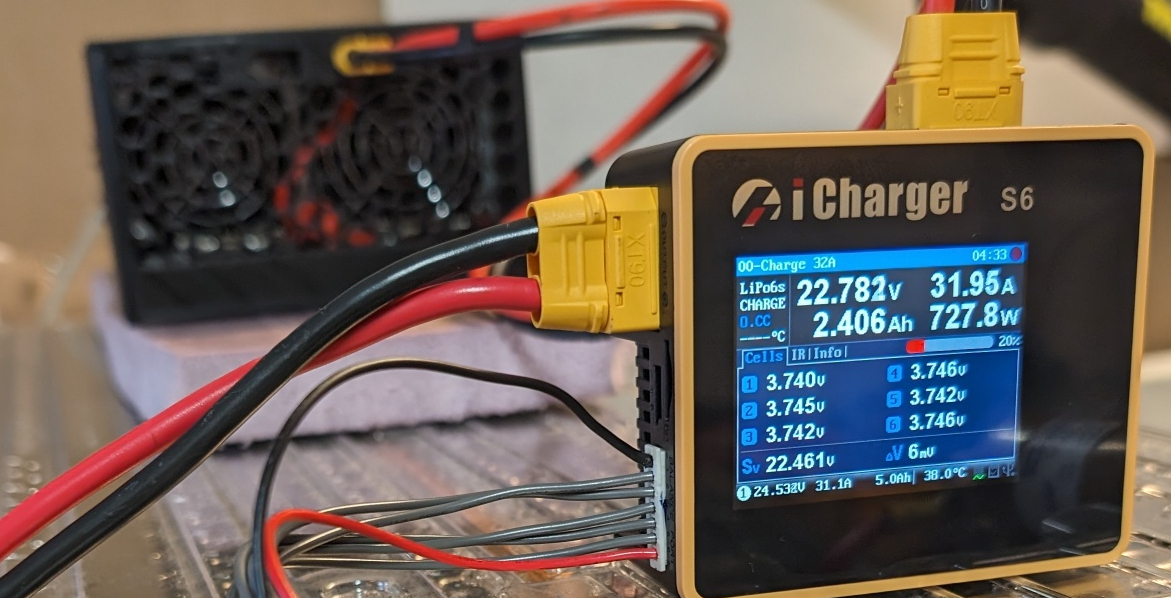 XT90
iCharger S6
XT90
00-Charge 32A 04:33
LiPo6s 22.782V 31.95A
CHARGE
0.CC 2.406Ah 727.8W
----°C
Cells IR Info 20%
1 3.740V 4 3.746V
2 3.745V 5 3.742V
3 3.742V 6 3.746V
Sv 22.461V ΔV 6mV
1 24.532V 31.1A 5.0Ah 38.0°C